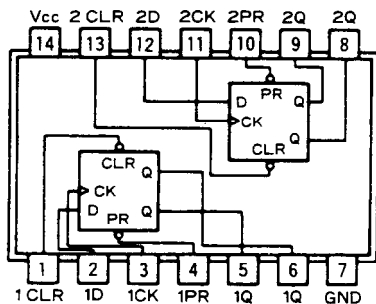 Vcc 2 CLR 2D 2CK 2PR 2Q 2Q
14 13 12 11 10 9 8
PR
D Q
CK
Q
CLR
CLR
CK Q
D
PR Q
1 2 3 4 5 6 7
1 CLR 1D 1CK 1PR 1Q 1Q GND